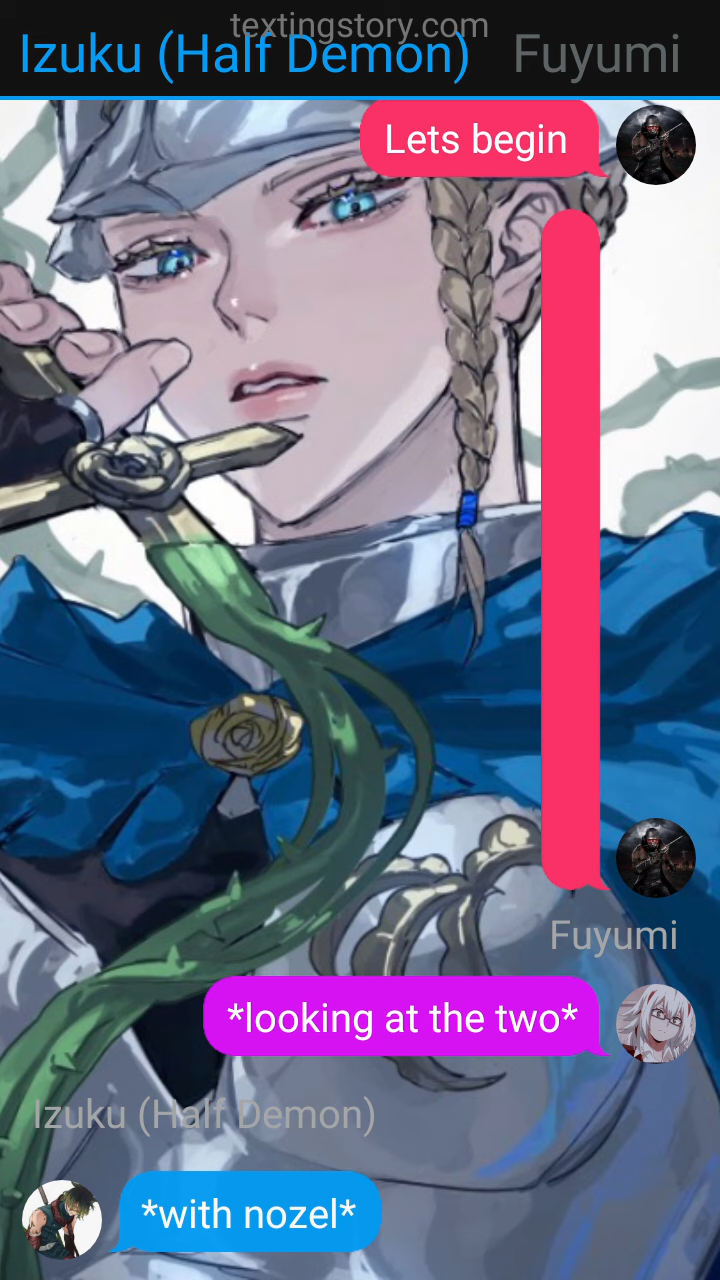 textingstory.com
Izuku (Half Demon) Fuyumi
Lets begin
Fuyumi
*looking at the two*
Izuku (Half Demon)
*with nozel*